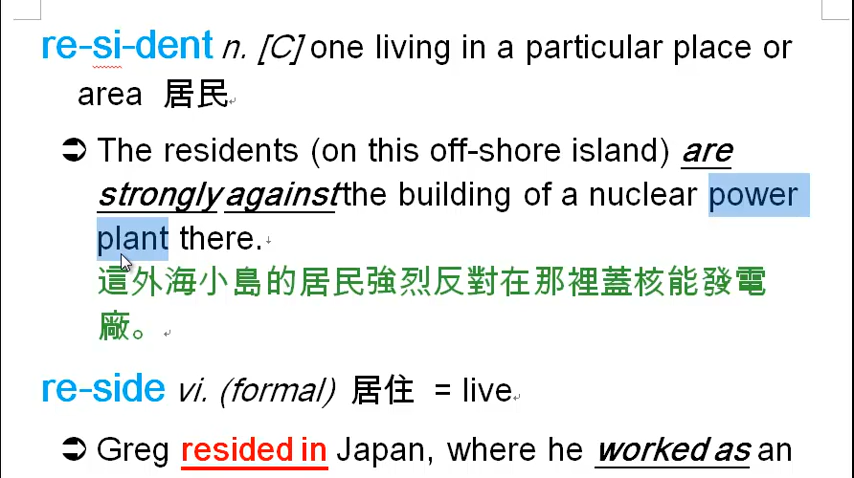 re-si-dent n. [C] one living in a particular place or
area 居民
The residents (on this off-shore island) are
strongly against the building of a nuclear power
plant there.
這外海小島的居民強烈反對在那裡蓋核能發電
廠。
re-side vi. (formal) 居住 = live
Greg resided in Japan, where he worked as an